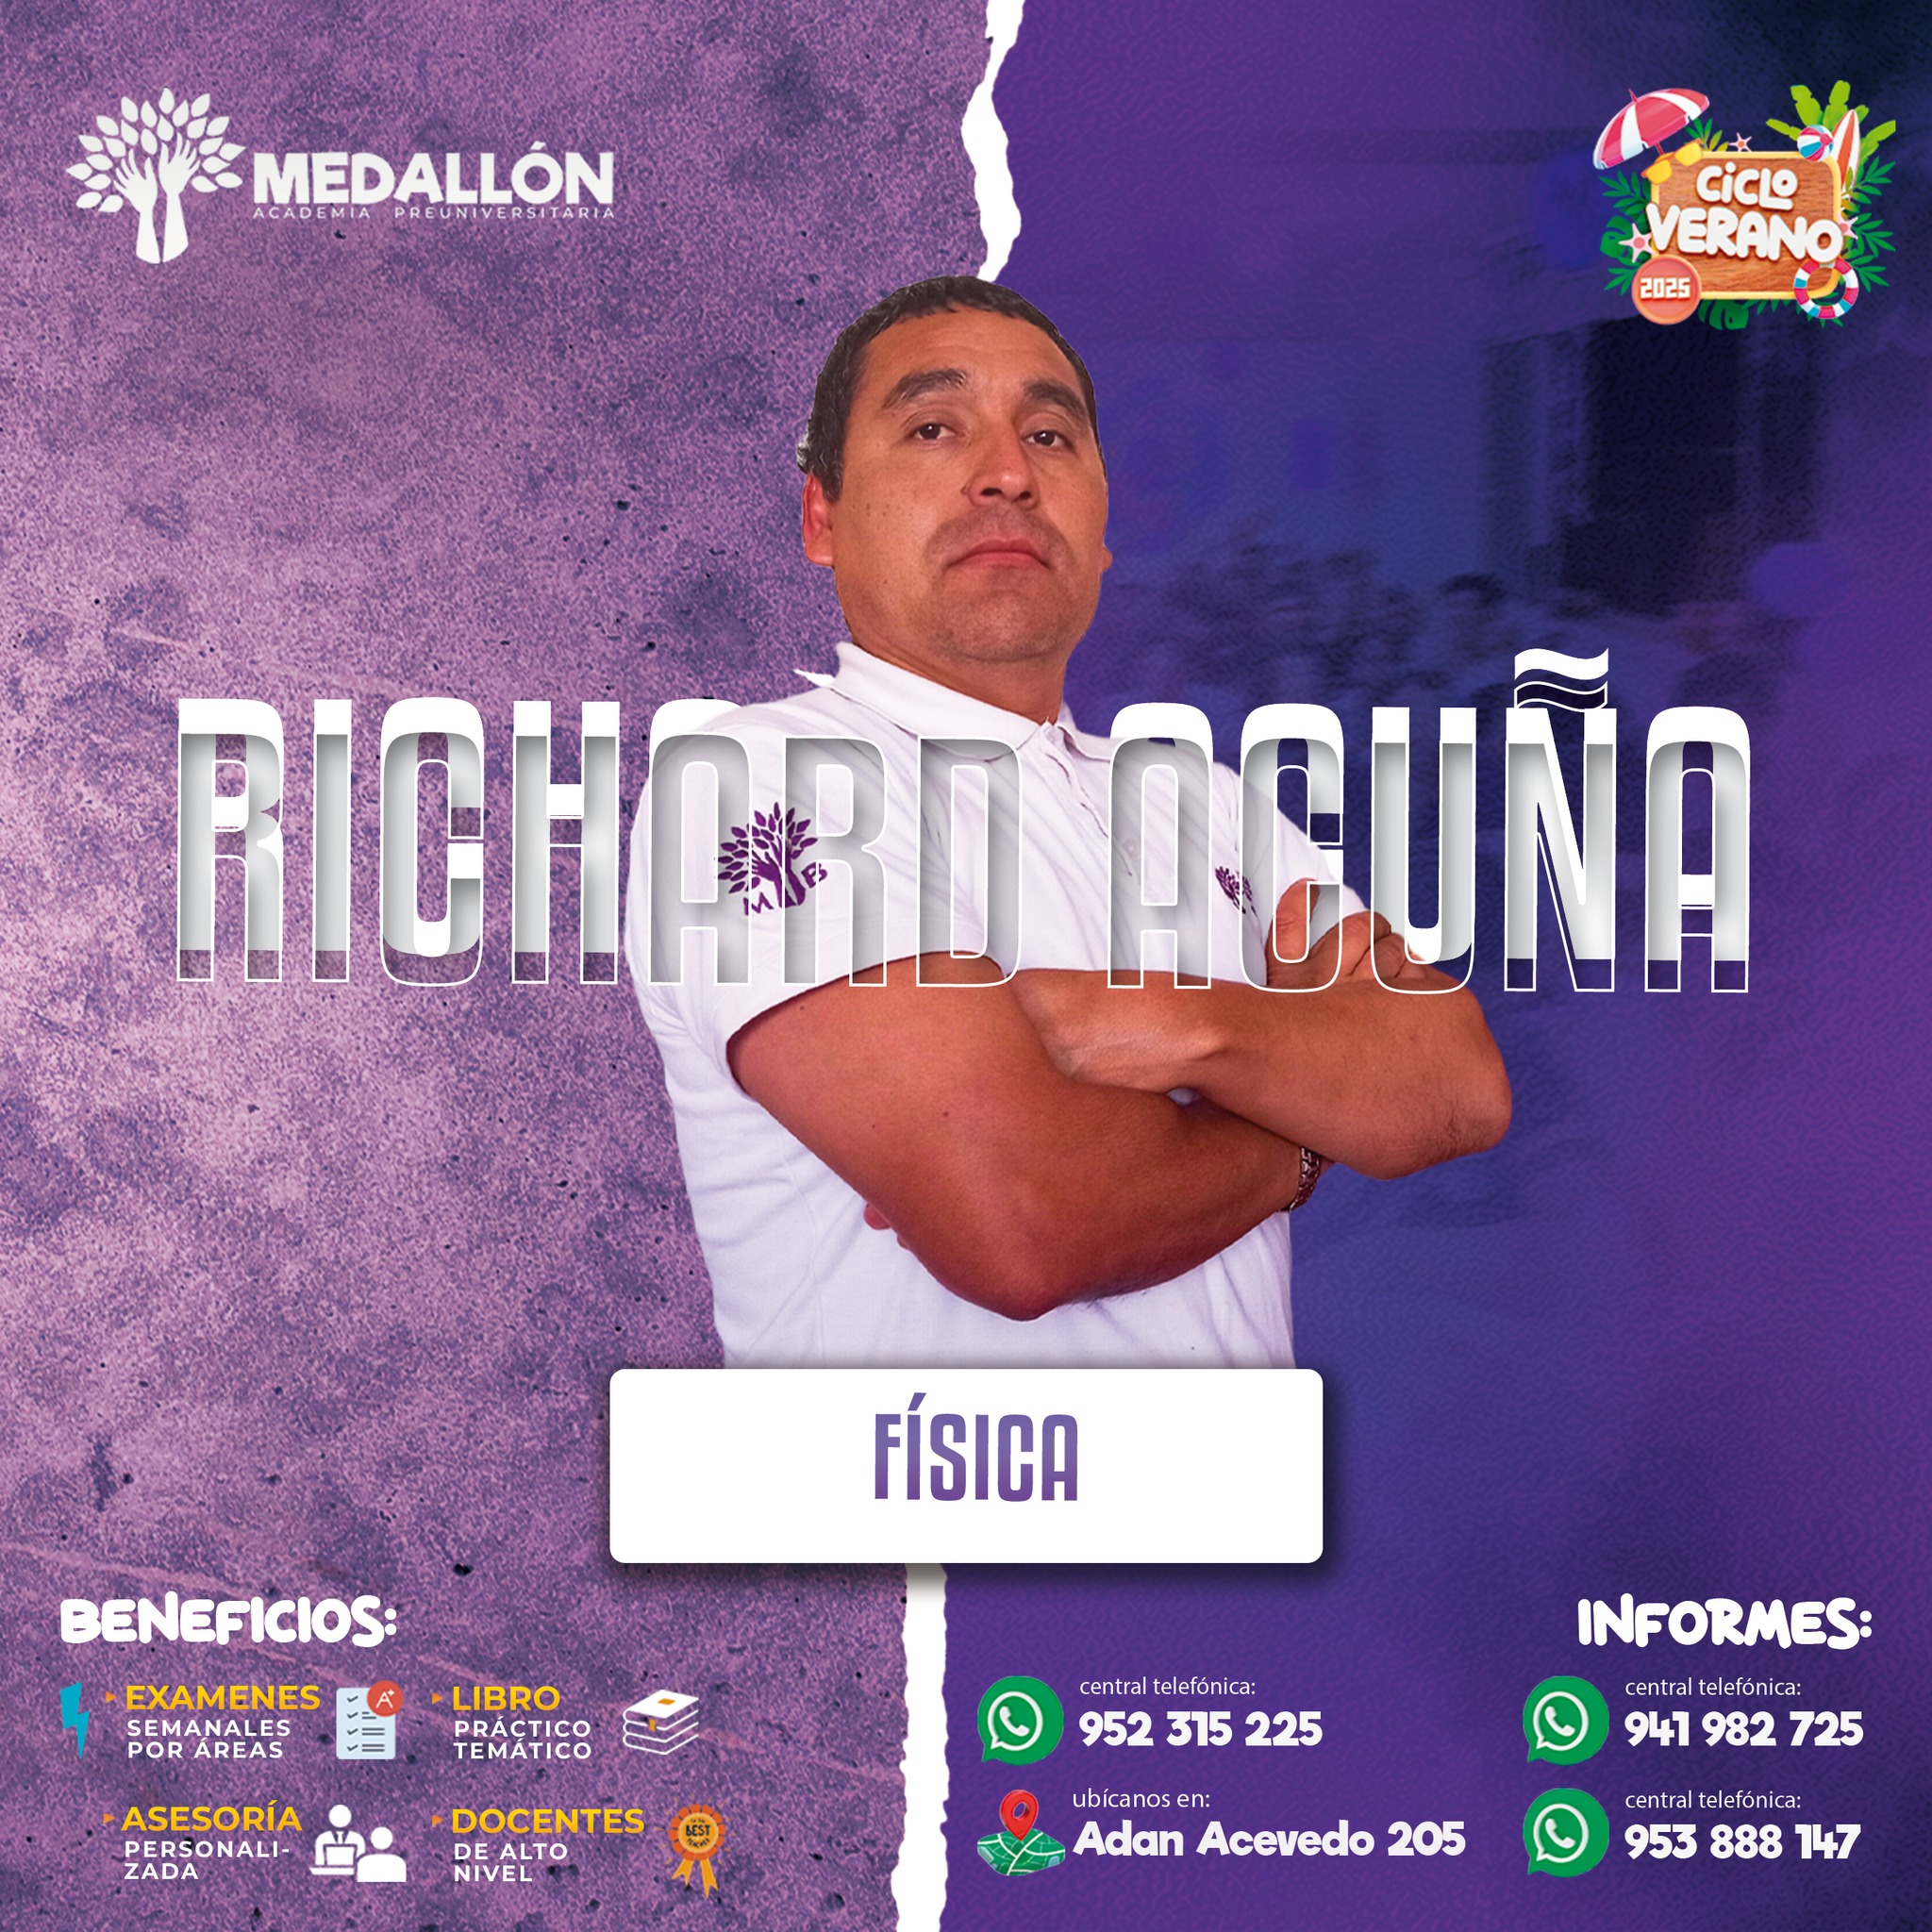 MEDALLÓN
ACADEMIA PREUNIVERSITARIA
CICLO
VERANO
2025
RICHARD ACUÑA
M B
FÍSICA
BENEFICIOS:
EXAMENES
SEMANALES
POR ÁREAS
A+
LIBRO
PRÁCTICO
TEMÁTICO
ASESORÍA
PERSONALI-
ZADA
DOCENTES
DE ALTO
NIVEL
BEST
TEACHER
INFORMES:
central telefónica:
952 315 225
central telefónica:
941 982 725
ubícanos en:
Adan Acevedo 205
central telefónica:
953 888 147